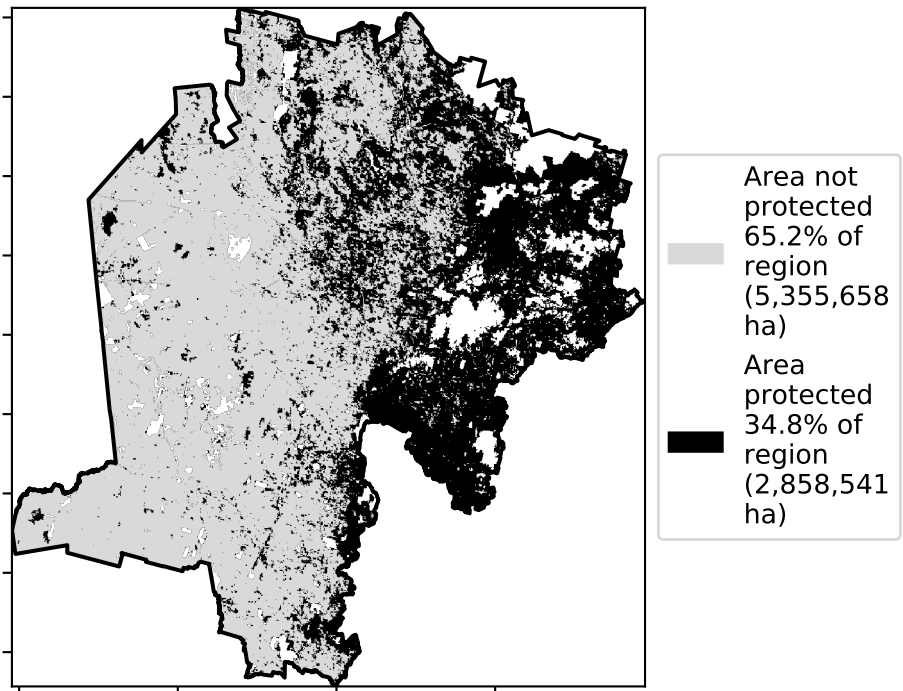 Area not
protected
65.2% of
region
(5,355,658
ha)
Area
protected
34.8% of
region
(2,858,541
ha)